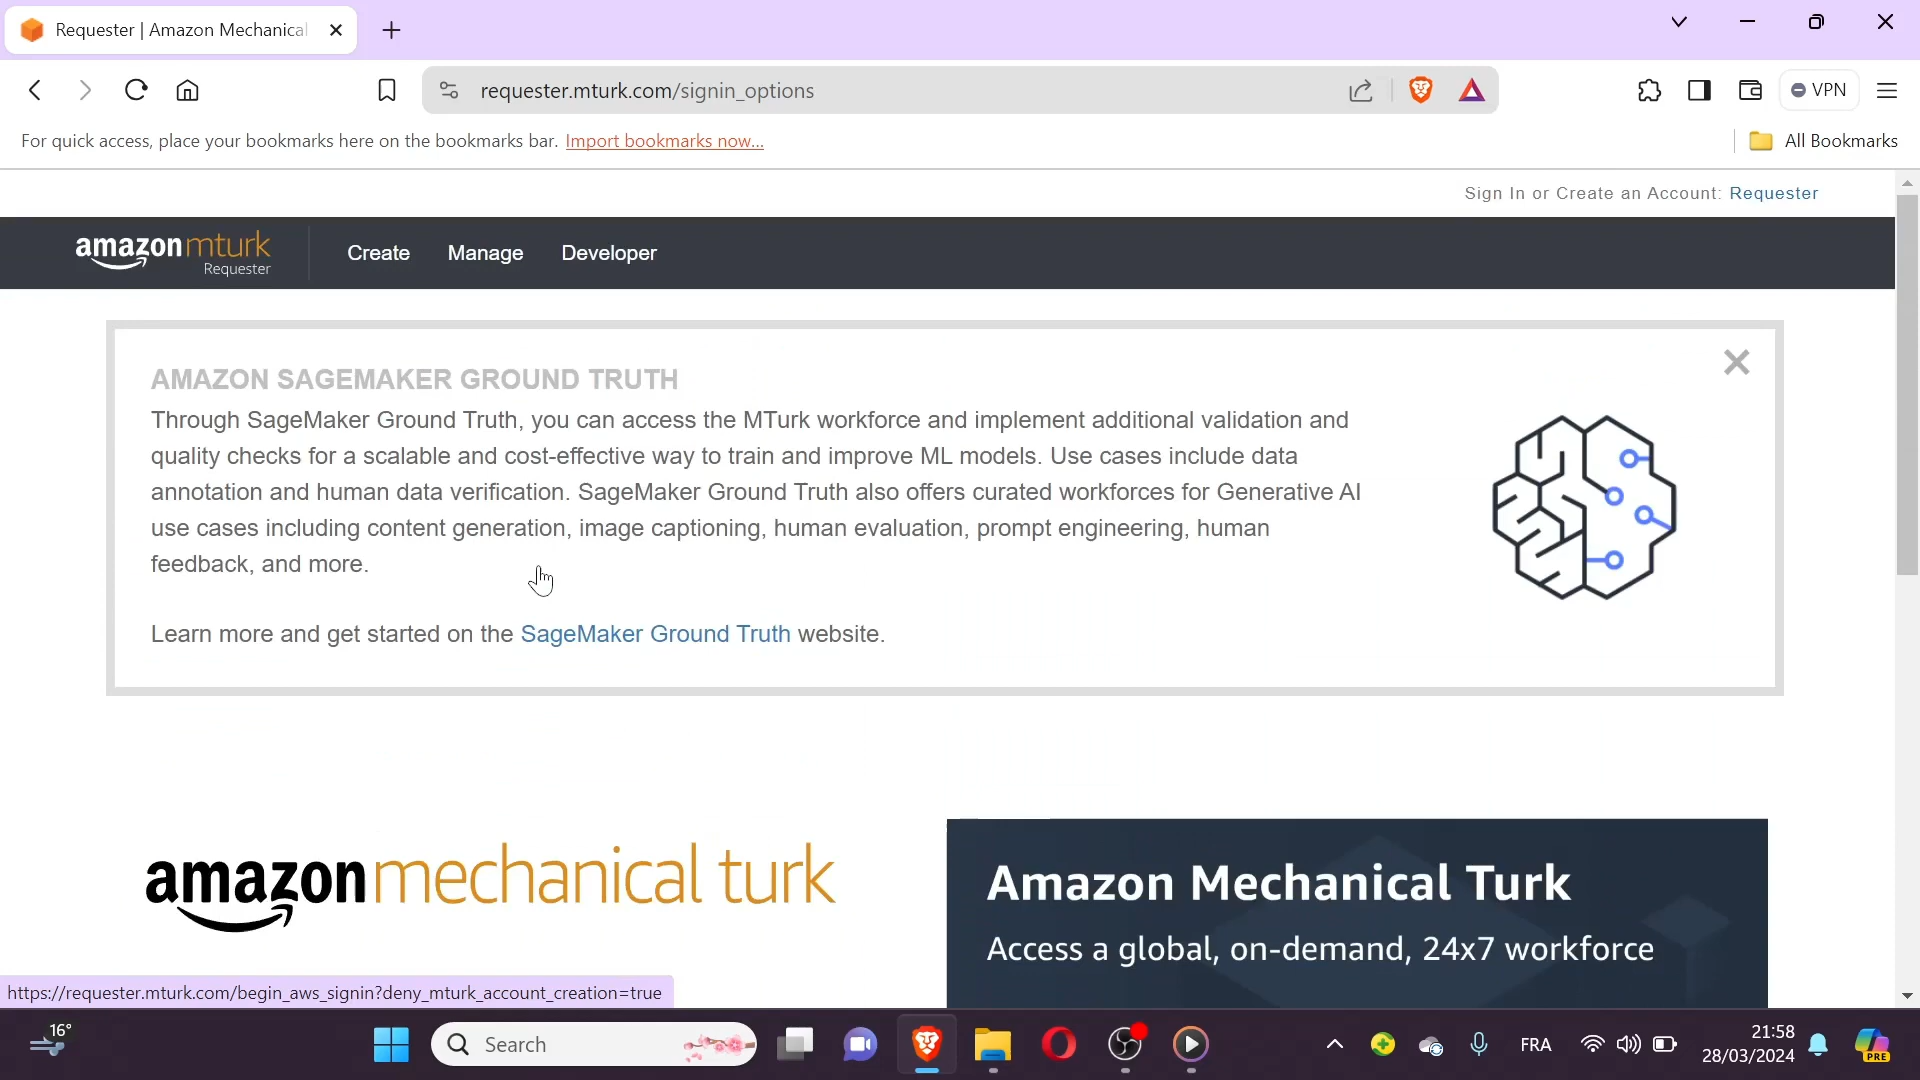 Requester | Amazon Mechanical
requester.mturk.com/signin_options
VPN
For quick access, place your bookmarks here on the bookmarks bar. Import bookmarks now...
All Bookmarks
Sign In or Create an Account: Requester
amazonmturk
Requester
Create
Manage
Developer
AMAZON SAGEMAKER GROUND TRUTH
Through SageMaker Ground Truth, you can access the MTurk workforce and implement additional validation and
quality checks for a scalable and cost-effective way to train and improve ML models. Use cases include data
annotation and human data verification. SageMaker Ground Truth also offers curated workforces for Generative AI
use cases including content generation, image captioning, human evaluation, prompt engineering, human
feedback, and more.
Learn more and get started on the SageMaker Ground Truth website.
amazon mechanical turk
Amazon Mechanical Turk
Access a global, on-demand, 24x7 workforce
https://requester.mturk.com/begin_aws_signin?deny_mturk_account_creation=true
16°
Search
FRA
21:58
28/03/2024
PRE